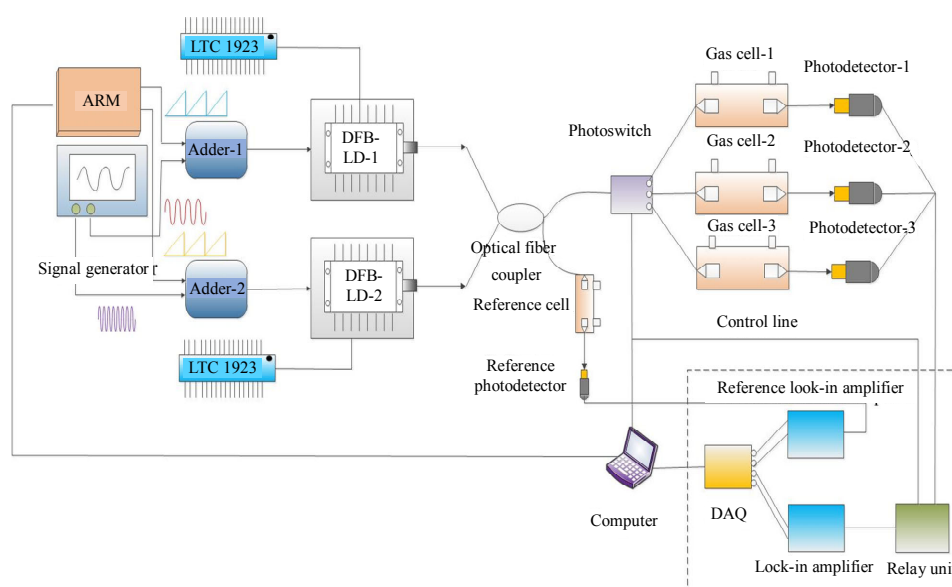 LTC 1923
ARM
Adder-1
DFB-
LD-1
Signal generator
Adder-2
DFB-
LD-2
LTC 1923
Photoswitch
Gas cell-1
Photodetector-1
Gas cell-2
Photodetector-2
Gas cell-3
Photodetector-3
Optical fiber
coupler
Reference cell
Reference
photodetector
Control line
Reference look-in amplifier
Computer
DAQ
Lock-in amplifier
Relay uni